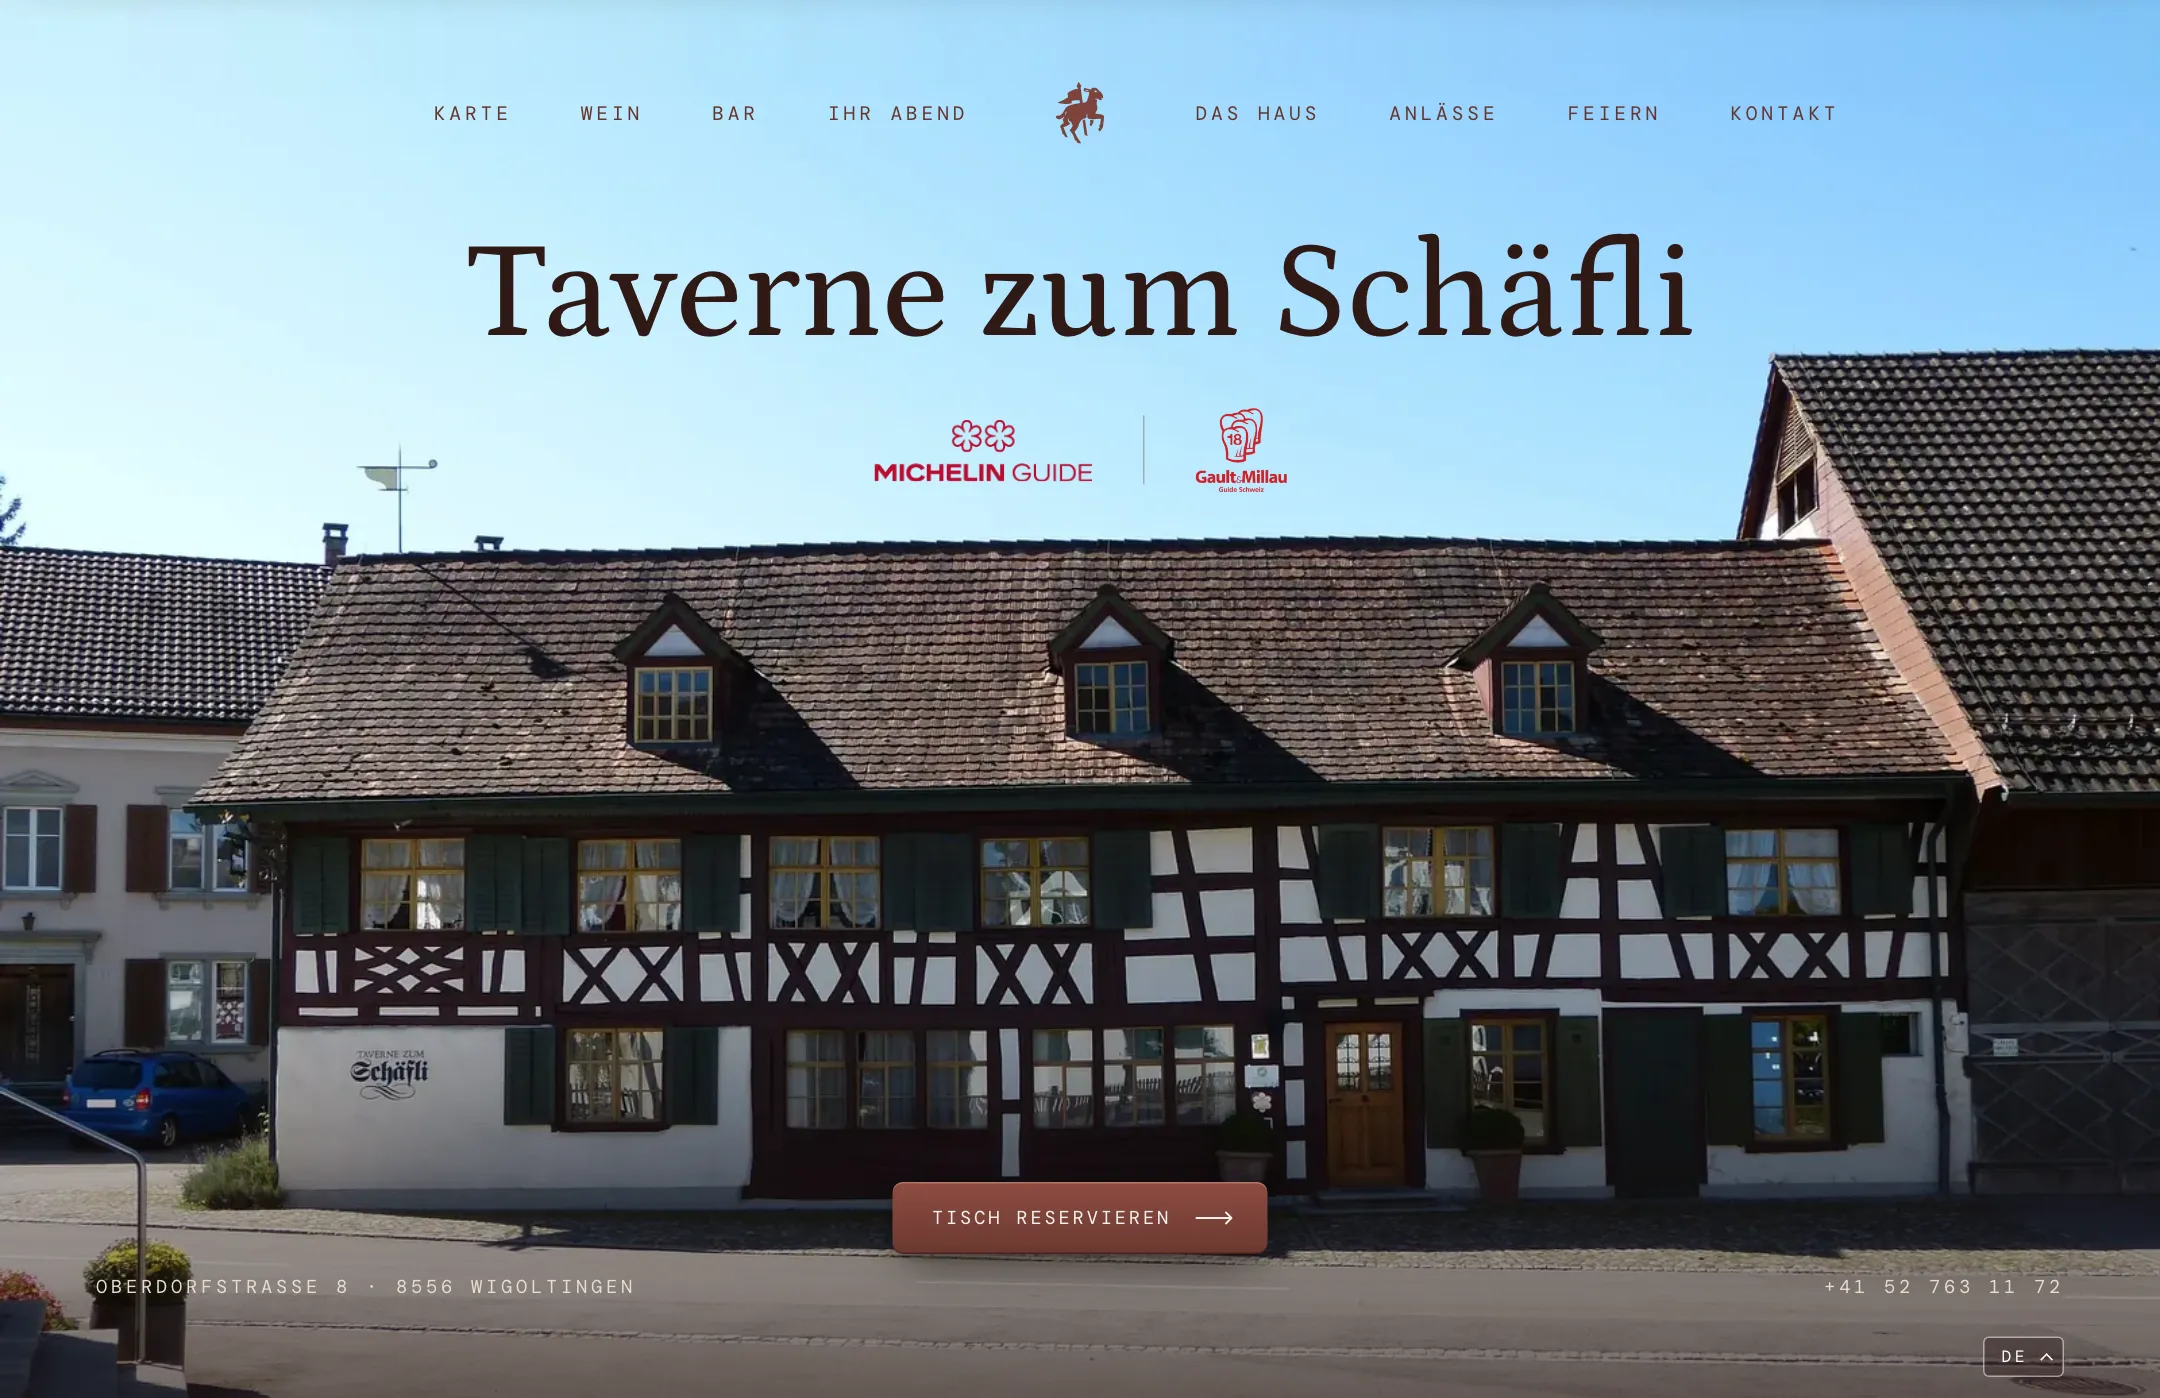 KARTE WEIN BAR IHR ABEND DAS HAUS ANLÄSSE FEIERN KONTAKT
Taverne zum Schäfli
MICHELIN GUIDE
18
Gault&Millau
Guide Schweiz
TAVERNE ZUM
Schäfli
TISCH RESERVIEREN
OBERDORFSTRASSE 8 · 8556 WIGOLTINGEN
+41 52 763 11 72
DE